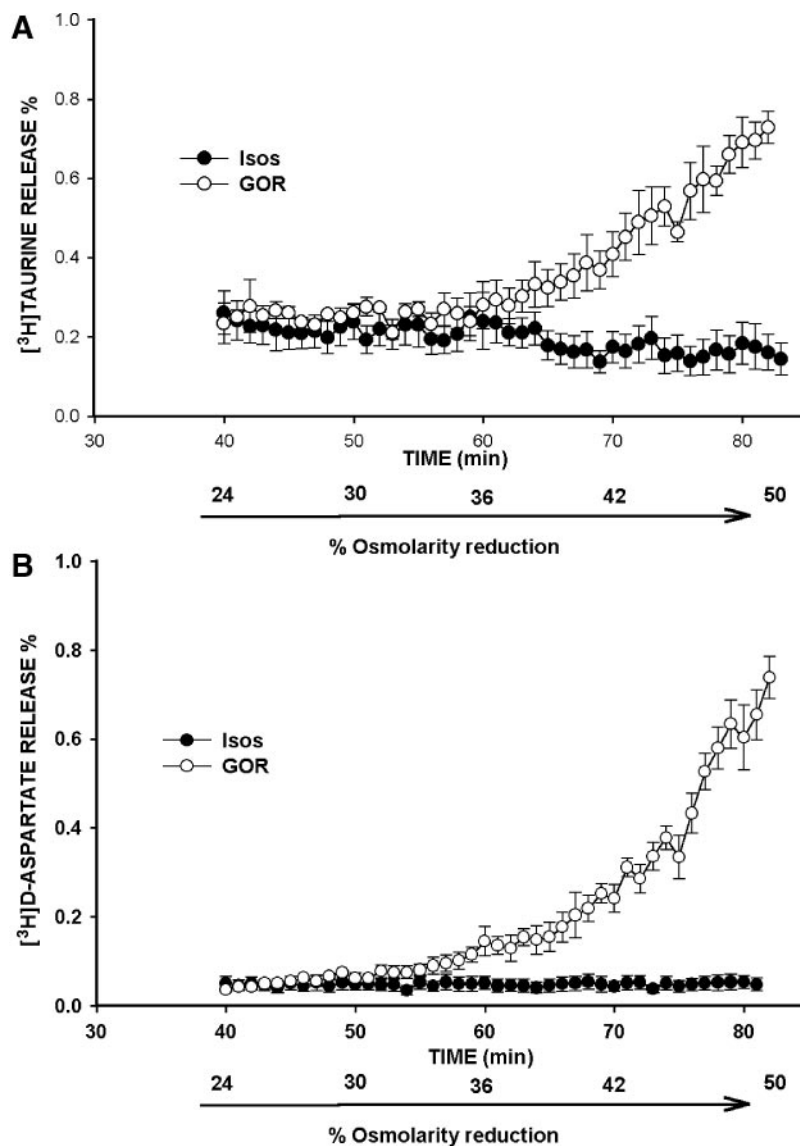 A
[³H]TAURINE RELEASE %
1.0
0.8
0.6
0.4
0.2
0.0
Isos
GOR
30 40 50 60 70 80
TIME (min)
24 30 36 42 50
% Osmolarity reduction
B
[³H]D-ASPARTATE RELEASE %
1.0
0.8
0.6
0.4
0.2
0.0
Isos
GOR
30 40 50 60 70 80
TIME (min)
24 30 36 42 50
% Osmolarity reduction